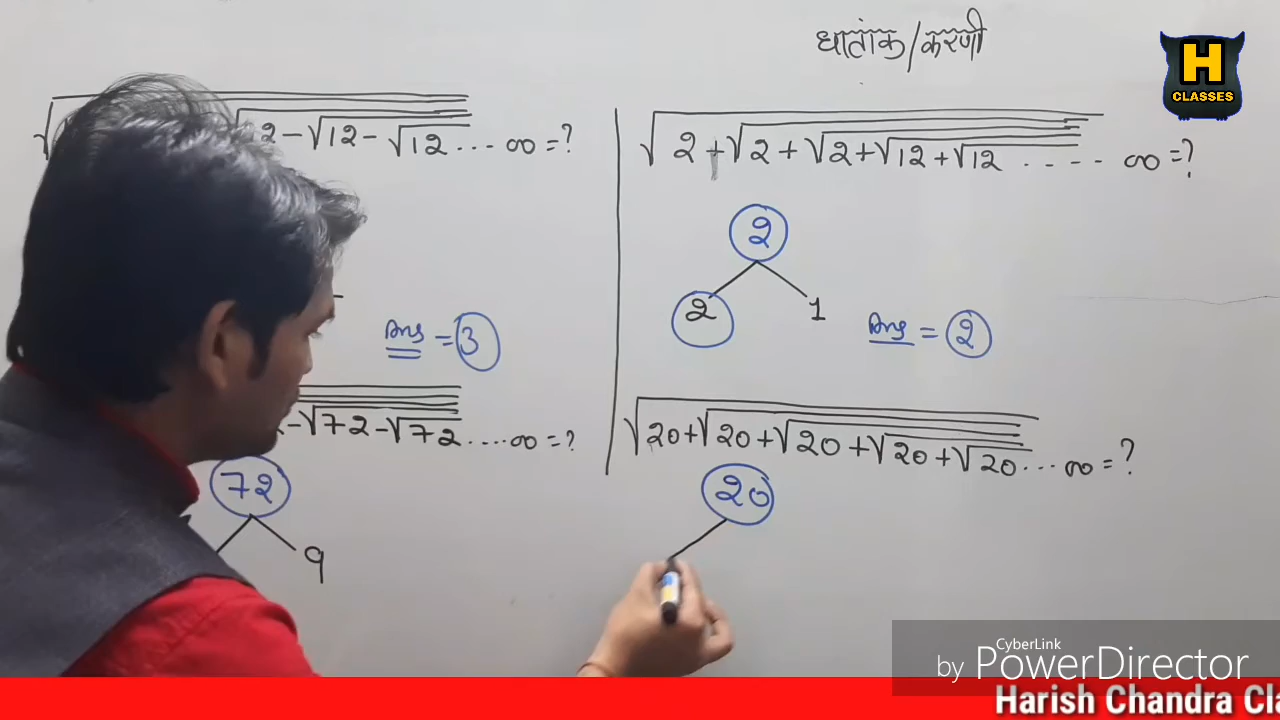 घातांक/करणी
H
CLASSES
√12-√12-√12... ∞ =?
√2+√2+√2+√12+√12 ..... ∞ =?
2
2 1
Ans = 3
Ans = 2
-√72-√72....∞ = ?
√20+√20+√20+√20+√20... ∞ = ?
72
20
9
CyberLink
by PowerDirector
Harish Chandra Cla